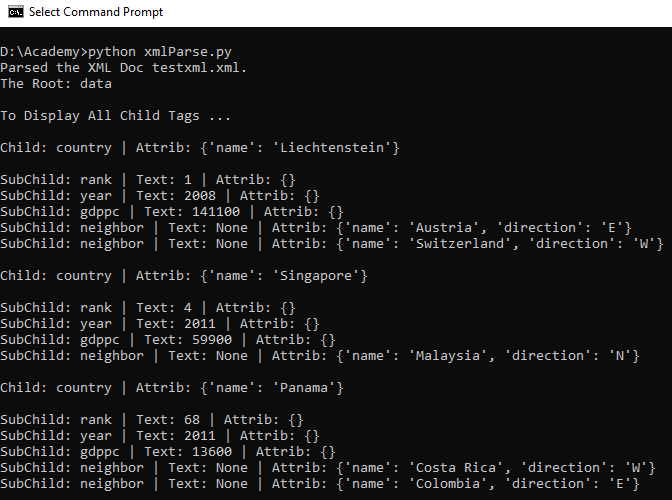 Select Command Prompt
D:\Academy>python xmlParse.py
Parsed the XML Doc testxml.xml.
The Root: data
To Display All Child Tags ...
Child: country | Attrib: {'name': 'Liechtenstein'}
SubChild: rank | Text: 1 | Attrib: {}
SubChild: year | Text: 2008 | Attrib: {}
SubChild: gdppc | Text: 141100 | Attrib: {}
SubChild: neighbor | Text: None | Attrib: {'name': 'Austria', 'direction': 'E'}
SubChild: neighbor | Text: None | Attrib: {'name': 'Switzerland', 'direction': 'W'}
Child: country | Attrib: {'name': 'Singapore'}
SubChild: rank | Text: 4 | Attrib: {}
SubChild: year | Text: 2011 | Attrib: {}
SubChild: gdppc | Text: 59900 | Attrib: {}
SubChild: neighbor | Text: None | Attrib: {'name': 'Malaysia', 'direction': 'N'}
Child: country | Attrib: {'name': 'Panama'}
SubChild: rank | Text: 68 | Attrib: {}
SubChild: year | Text: 2011 | Attrib: {}
SubChild: gdppc | Text: 13600 | Attrib: {}
SubChild: neighbor | Text: None | Attrib: {'name': 'Costa Rica', 'direction': 'W'}
SubChild: neighbor | Text: None | Attrib: {'name': 'Colombia', 'direction': 'E'}